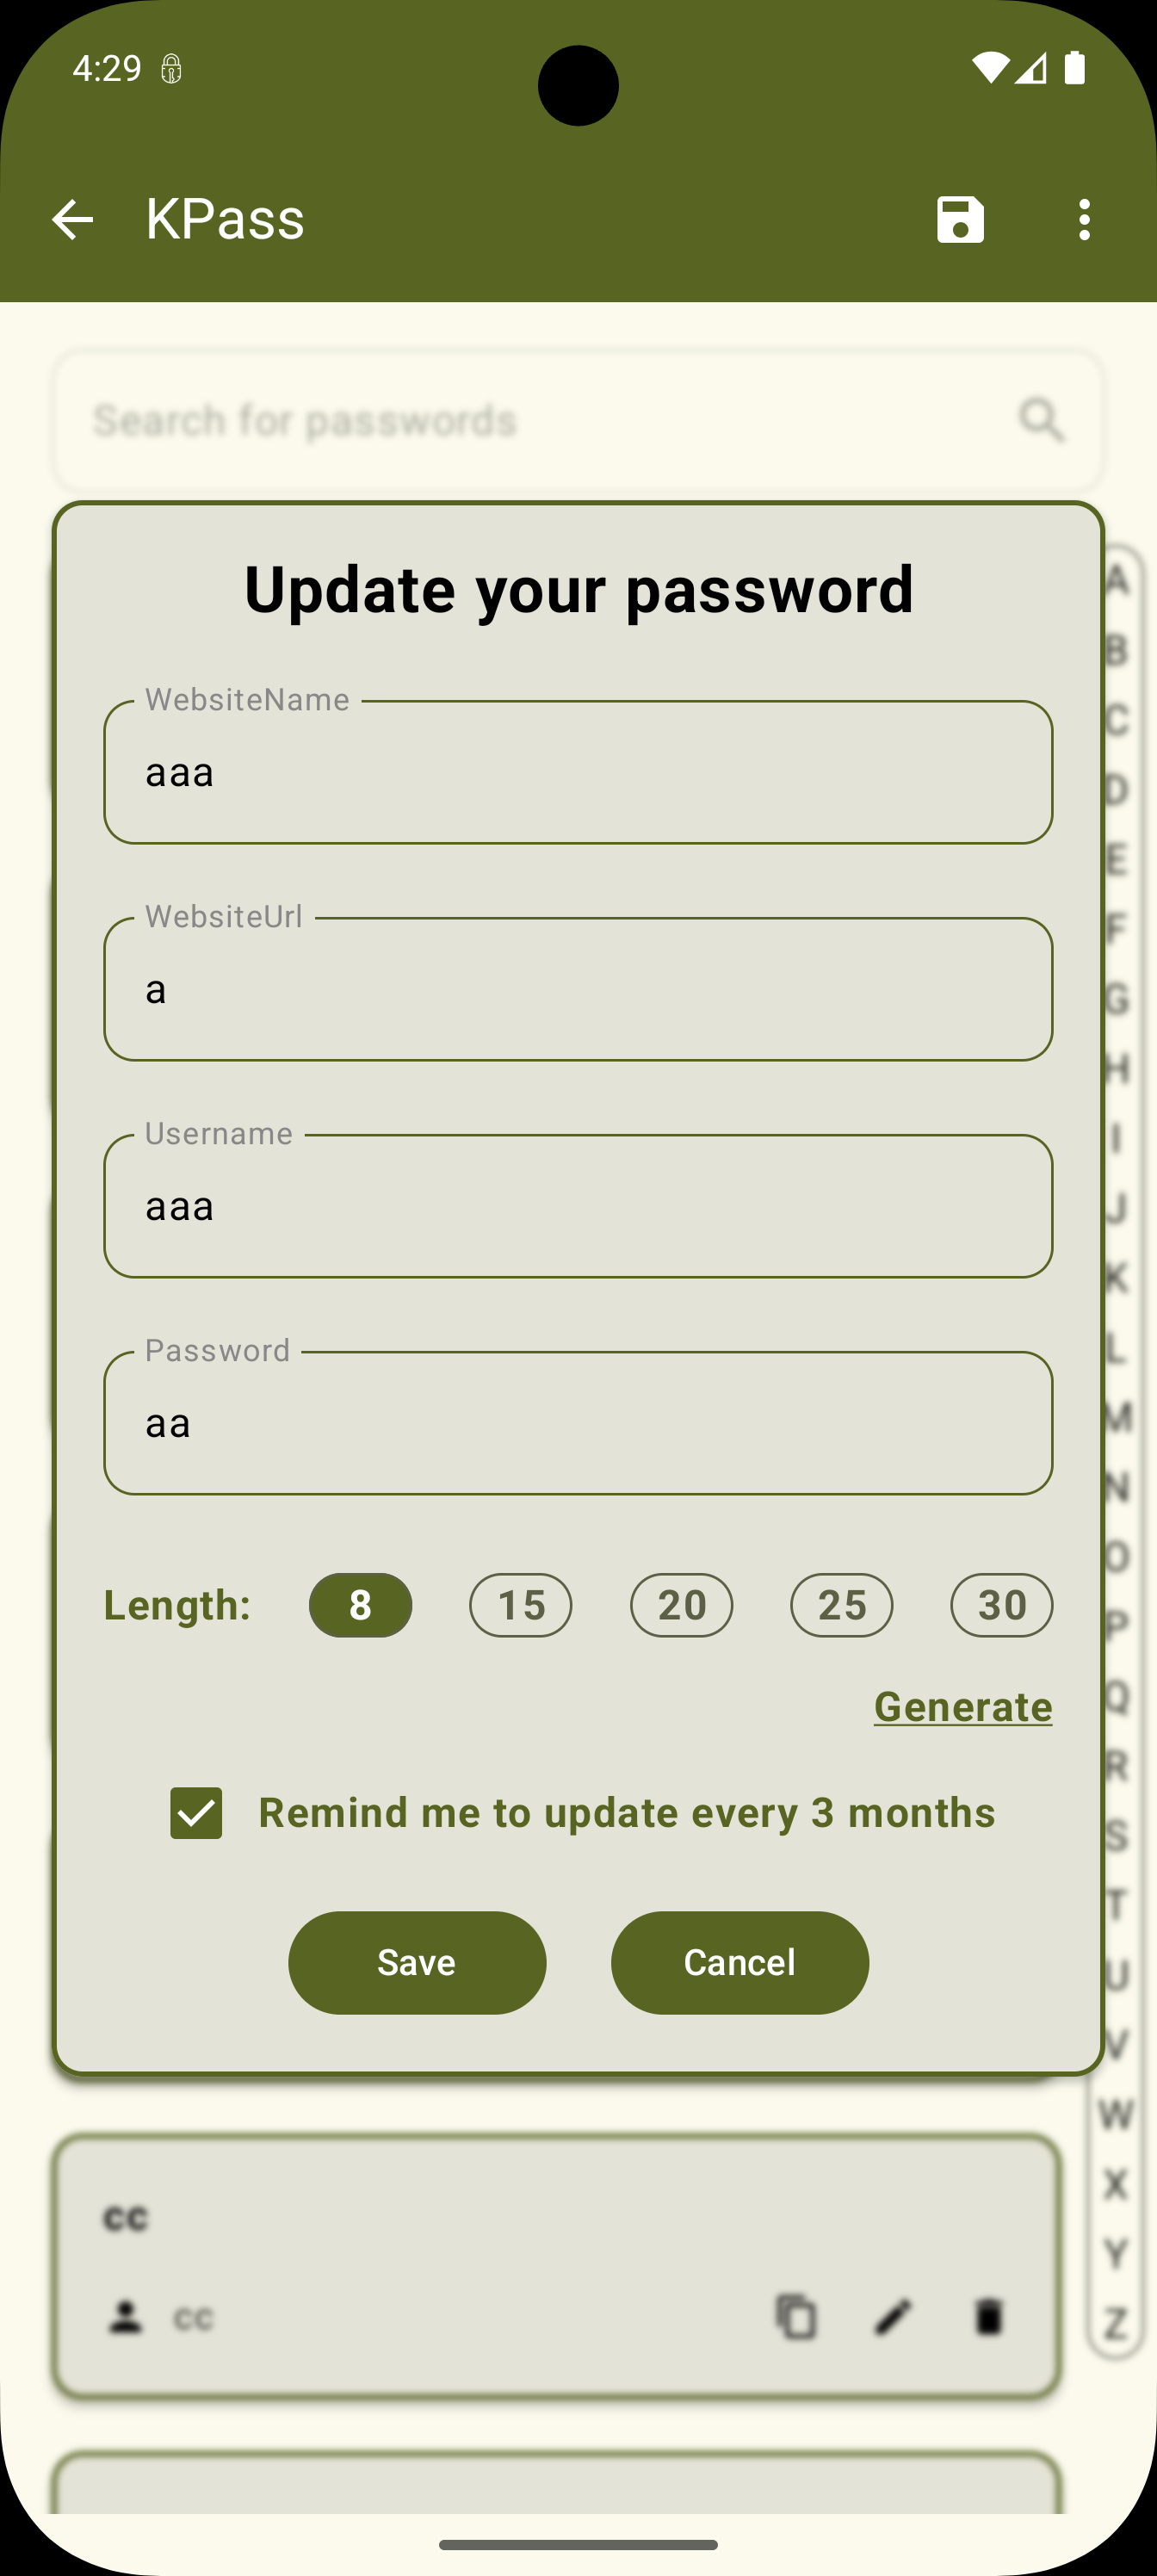 4:29
KPass
Search for passwords
Update your password
WebsiteName
aaa
WebsiteUrl
a
Username
aaa
Password
aa
Length: 8 15 20 25 30
Generate
Remind me to update every 3 months
Save Cancel
cc
cc
A
B
C
D
E
F
G
H
I
J
K
L
M
N
O
P
Q
R
S
T
U
V
W
X
Y
Z